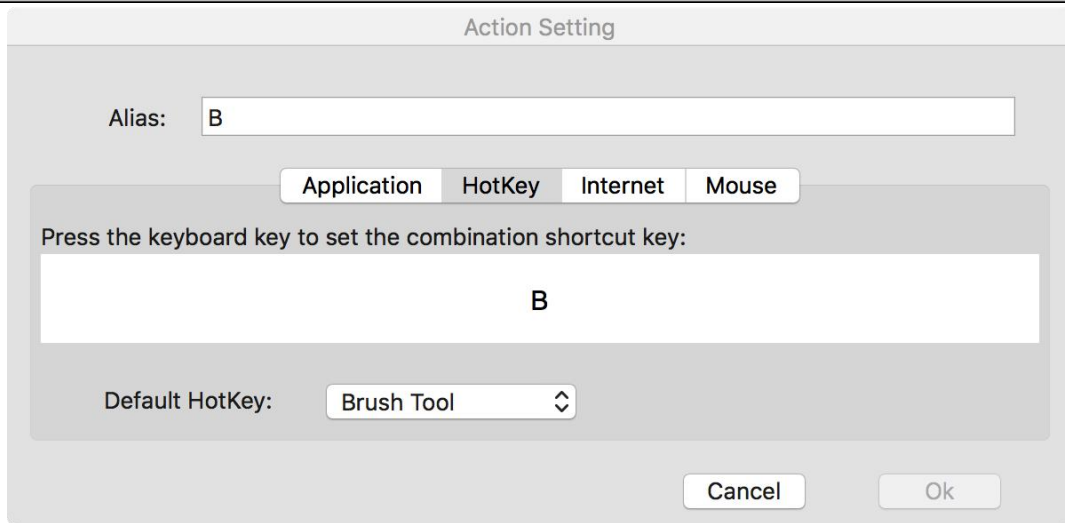 Action Setting
Alias: B
Application HotKey Internet Mouse
Press the keyboard key to set the combination shortcut key:
B
Default HotKey: Brush Tool
Cancel Ok